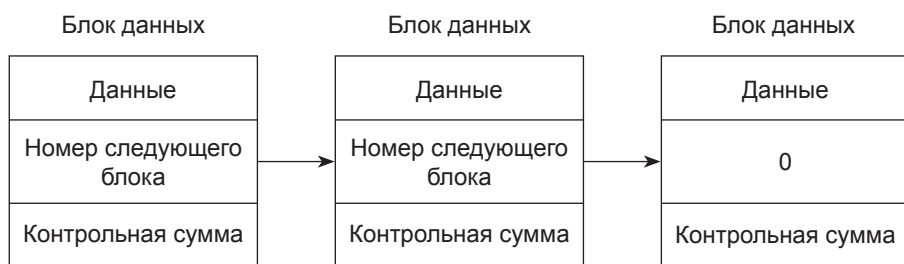 Блок данных
Блок данных
Блок данных
Данные
Данные
Данные
Номер следующего
блока
Номер следующего
блока
0
Контрольная сумма
Контрольная сумма
Контрольная сумма